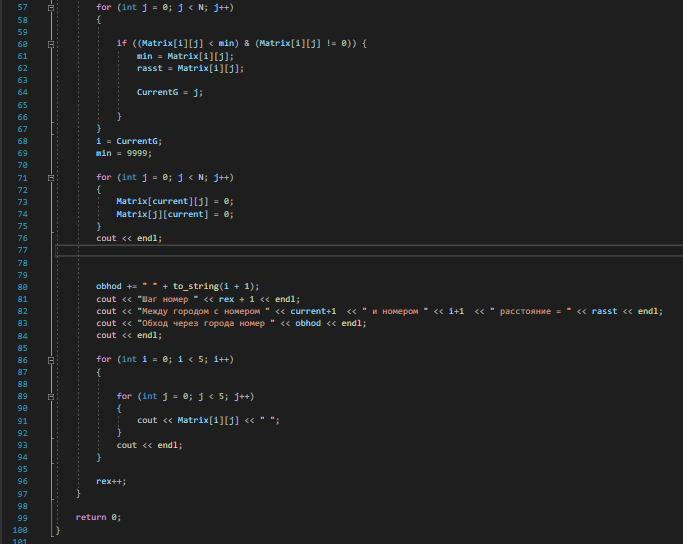 57 for (int j = 0; j < N; j++)
58 {
59
60 if ((Matrix[i][j] < min) & (Matrix[i][j] != 0)) {
61 min = Matrix[i][j];
62 rasst = Matrix[i][j];
63
64 CurrentG = j;
65
66 }
67 }
68 i = CurrentG;
69 min = 9999;
70
71 for (int j = 0; j < N; j++)
72 {
73 Matrix[current][j] = 0;
74 Matrix[j][current] = 0;
75 }
76 cout << endl;
77
78
79
80 obhod += " " + to_string(i + 1);
81 cout << "Шаг номер " << rex + 1 << endl;
82 cout << "Между городом с номером " << current+1 << " и номером " << i+1 << " расстояние = " << rasst << endl;
83 cout << "Обход через города номер " << obhod << endl;
84 cout << endl;
85
86 for (int i = 0; i < 5; i++)
87 {
88
89 for (int j = 0; j < 5; j++)
90 {
91 cout << Matrix[i][j] << " ";
92 }
93 cout << endl;
94 }
95
96 rex++;
97 }
98
99 return 0;
100 }
101